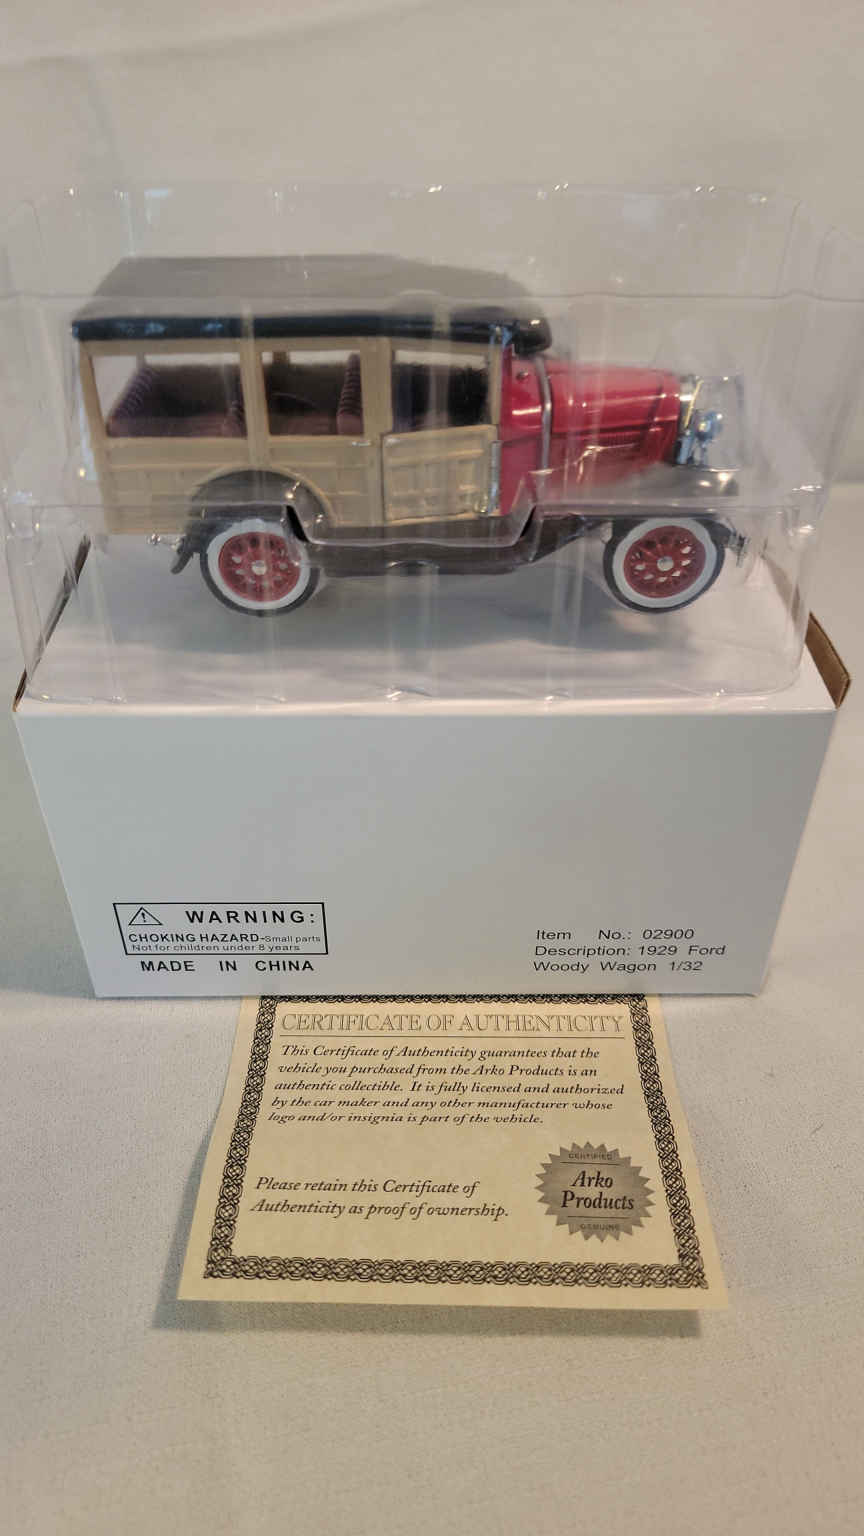 WARNING:
CHOKING HAZARD-Small parts
Not for children under 8 years
MADE IN CHINA
Item No.: 02900
Description: 1929 Ford
Woody Wagon 1/32
CERTIFICATE OF AUTHENTICITY
This Certificate of Authenticity guarantees that the
vehicle you purchased from the Arko Products is an
authentic collectible. It is fully licensed and authorized
by the car maker and any other manufacturer whose
logo and/or insignia is part of the vehicle.
Please retain this Certificate of
Authenticity as proof of ownership.
CERTIFIED
Arko
Products
GENUINE